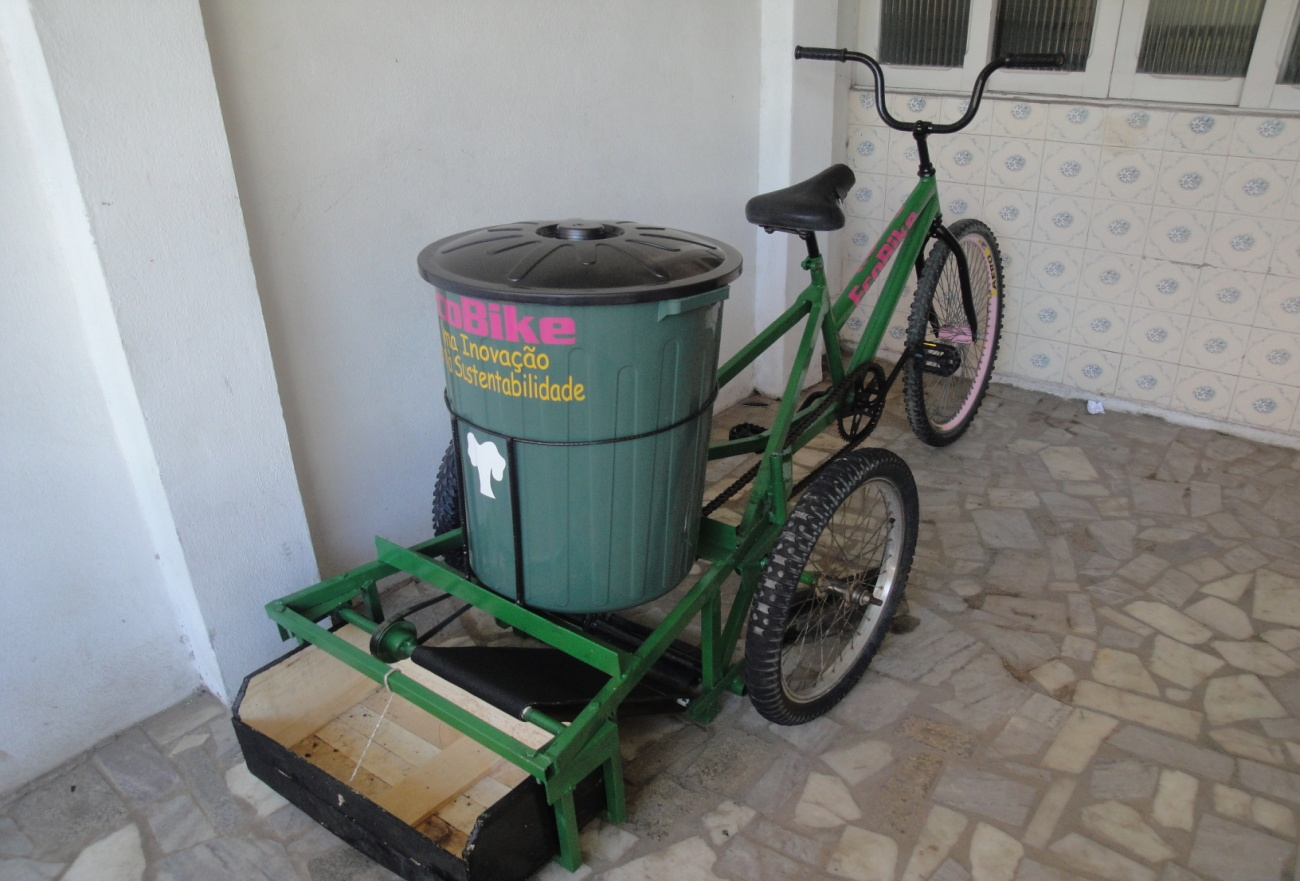 coBike
ma Inovação
Sustentabilidade
EcoBike